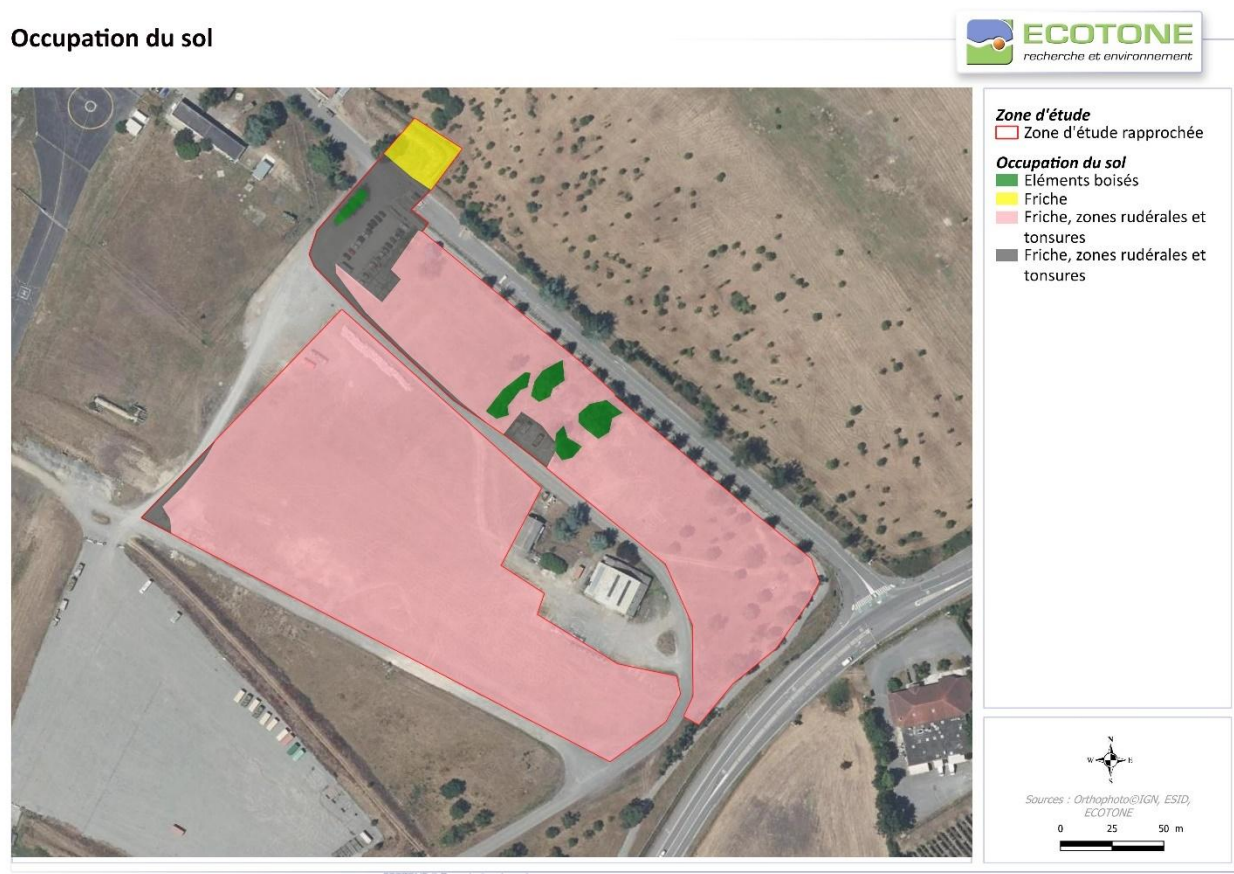 Occupation du sol
ECOTONE
recherche et environnement
Zone d'étude
Zone d'étude rapprochée
Occupation du sol
Eléments boisés
Friche
Friche, zones rudérales et
tonsures
Friche, zones rudérales et
tonsures
N
W E
S
Sources : Orthophoto©IGN, ESID,
ECOTONE
0 25 50 m